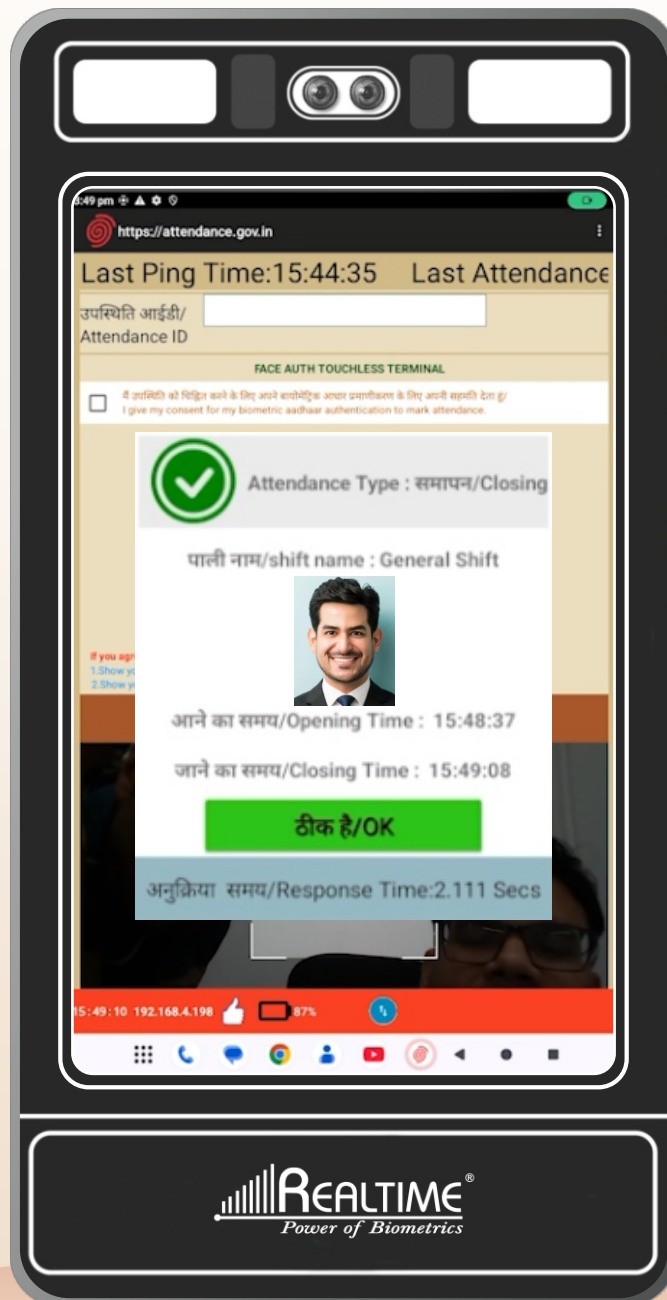 3:49 pm
https://attendance.gov.in
Last Ping Time:15:44:35 Last Attendance
उपस्थिति आईडी/
Attendance ID
FACE AUTH TOUCHLESS TERMINAL
मैं उपस्थिति को चिह्नित करने के लिए अपने बायोमेट्रिक आधार प्रमाणीकरण के लिए अपनी सहमति देता हूं/
I give my consent for my biometric aadhaar authentication to mark attendance.
Attendance Type : समापन/Closing
पाली नाम/shift name : General Shift
If you agr
1.Show yo
2.Show y
आने का समय/Opening Time : 15:48:37
जाने का समय/Closing Time : 15:49:08
ठीक है/OK
अनुक्रिया समय/Response Time:2.111 Secs
15:49:10 192.168.4.198 87%
REALTIME®
Power of Biometrics